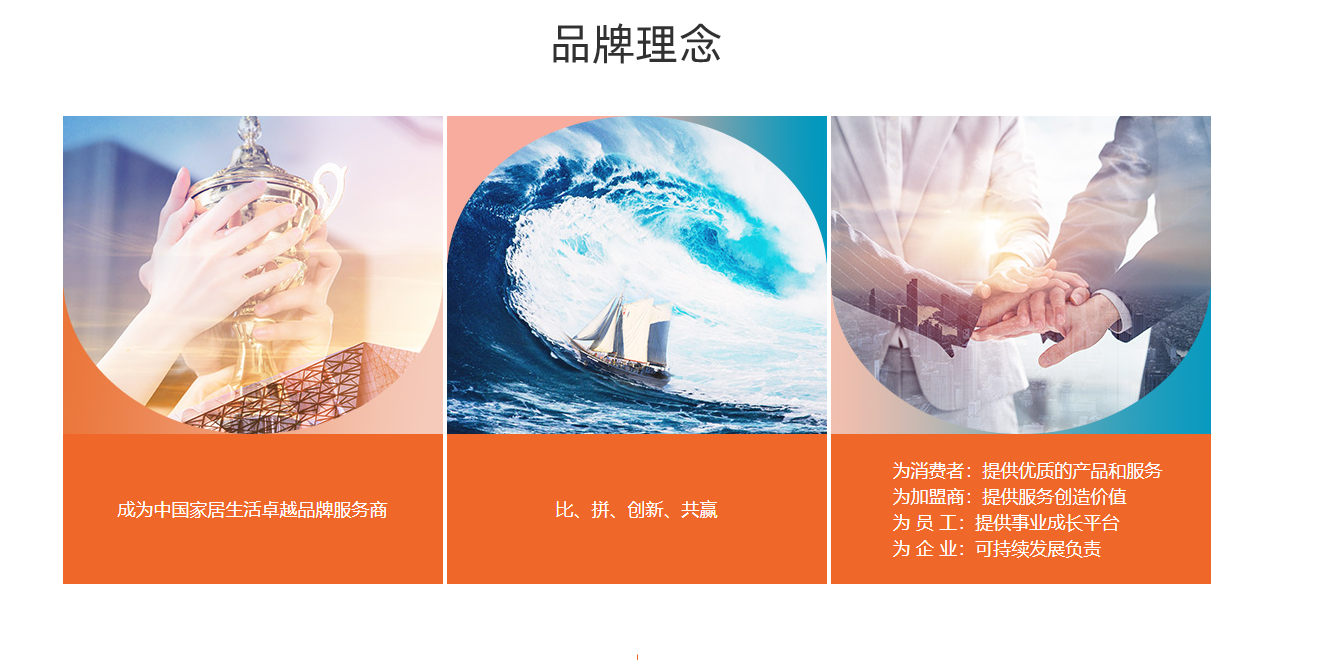 品牌理念
成为中国家居生活卓越品牌服务商
比、拼、创新、共赢
为消费者：提供优质的产品和服务
为加盟商：提供服务创造价值
为 员 工：提供事业成长平台
为 企 业：可持续发展负责